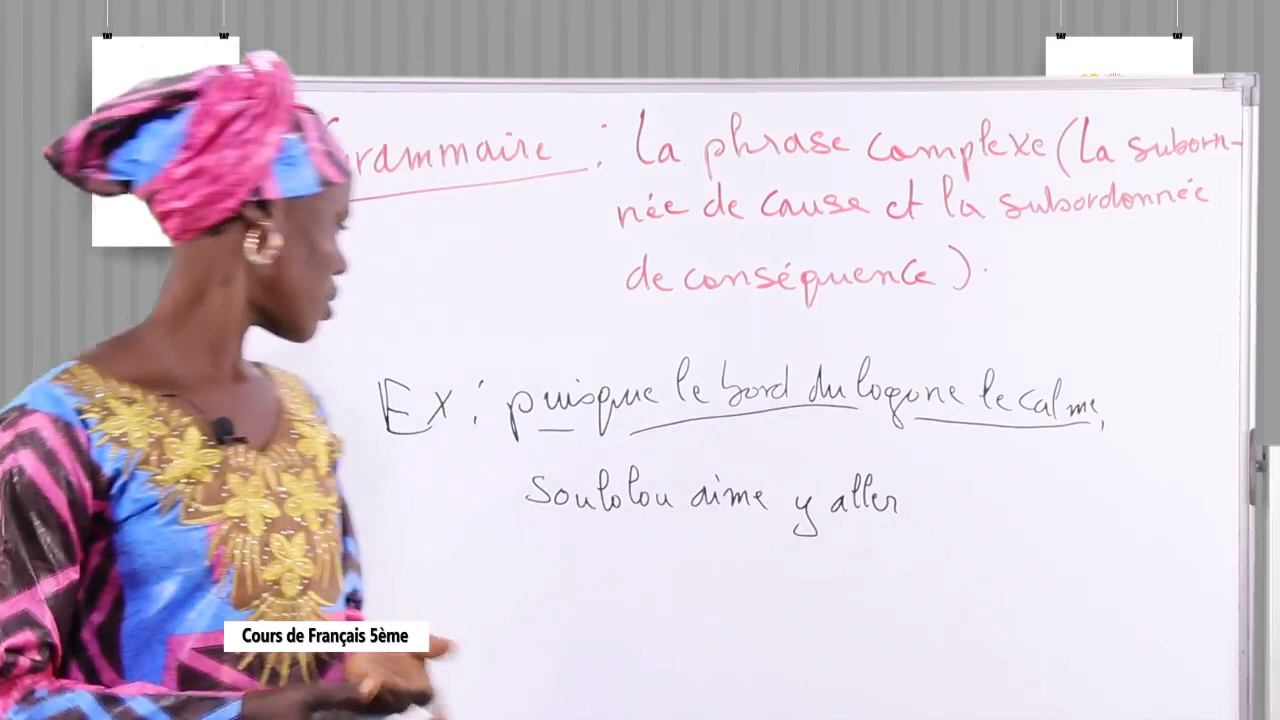 Grammaire : La phrase complexe (La subordon-
née de cause et la subordonnée
de conséquence).
Ex : puisque le bord du logone le calme,
Soulolou aime y aller
Cours de Français 5ème